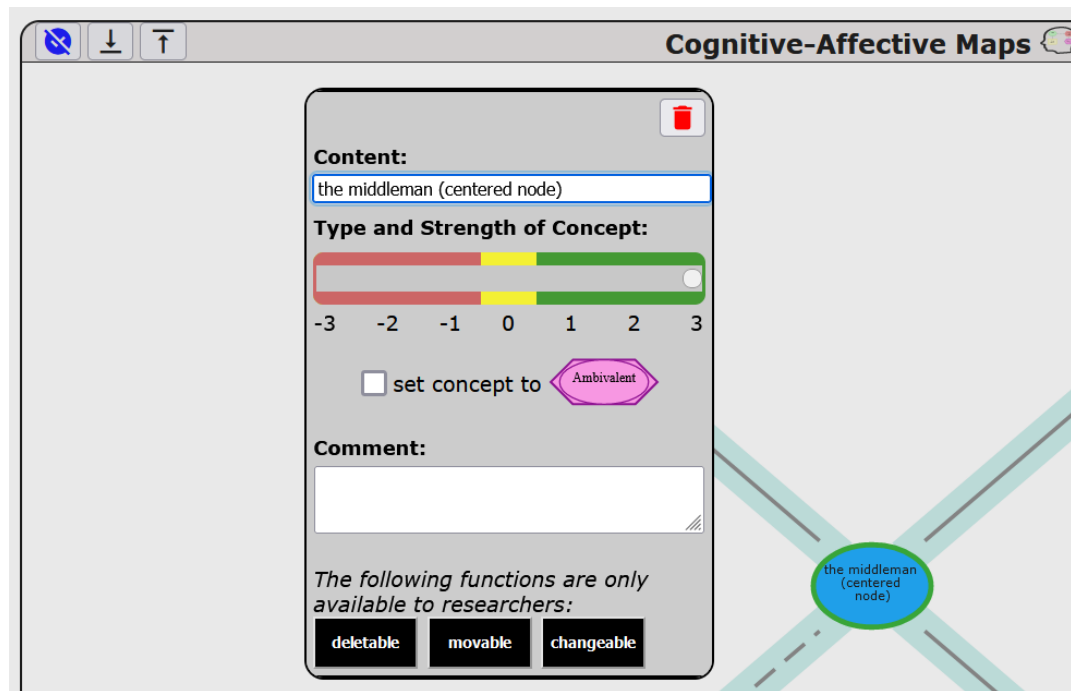 Cognitive-Affective Maps
Content:
the middleman (centered node)
Type and Strength of Concept:
-3 -2 -1 0 1 2 3
set concept to Ambivalent
Comment:
The following functions are only
available to researchers:
deletable movable changeable
the middleman
(centered
node)